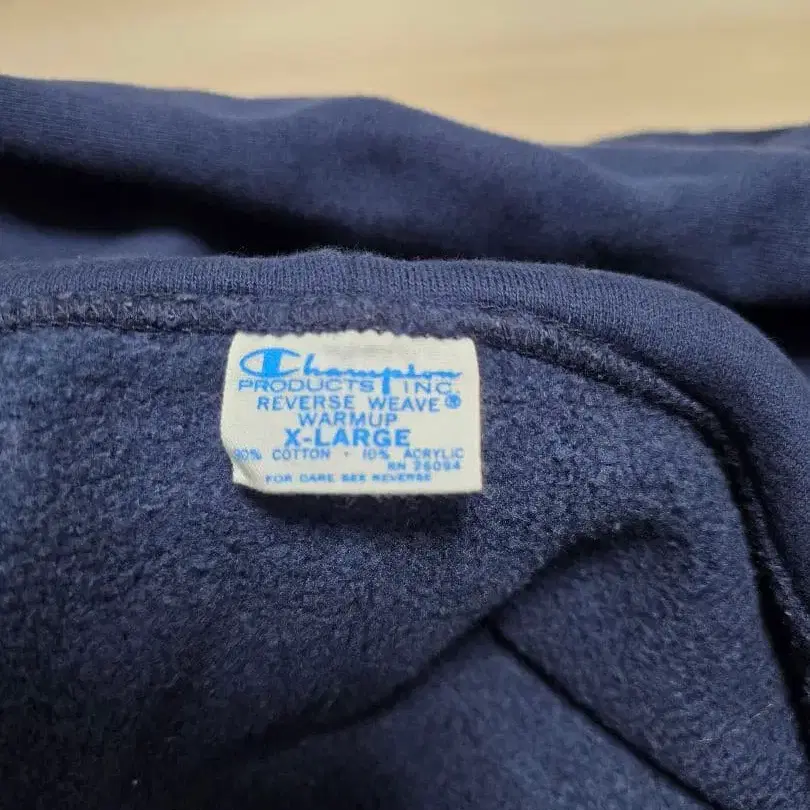 Champion
PRODUCTS INC.
REVERSE WEAVE®
WARMUP
X-LARGE
90% COTTON · 10% ACRYLIC
RN 26094
FOR CARE SEE REVERSE